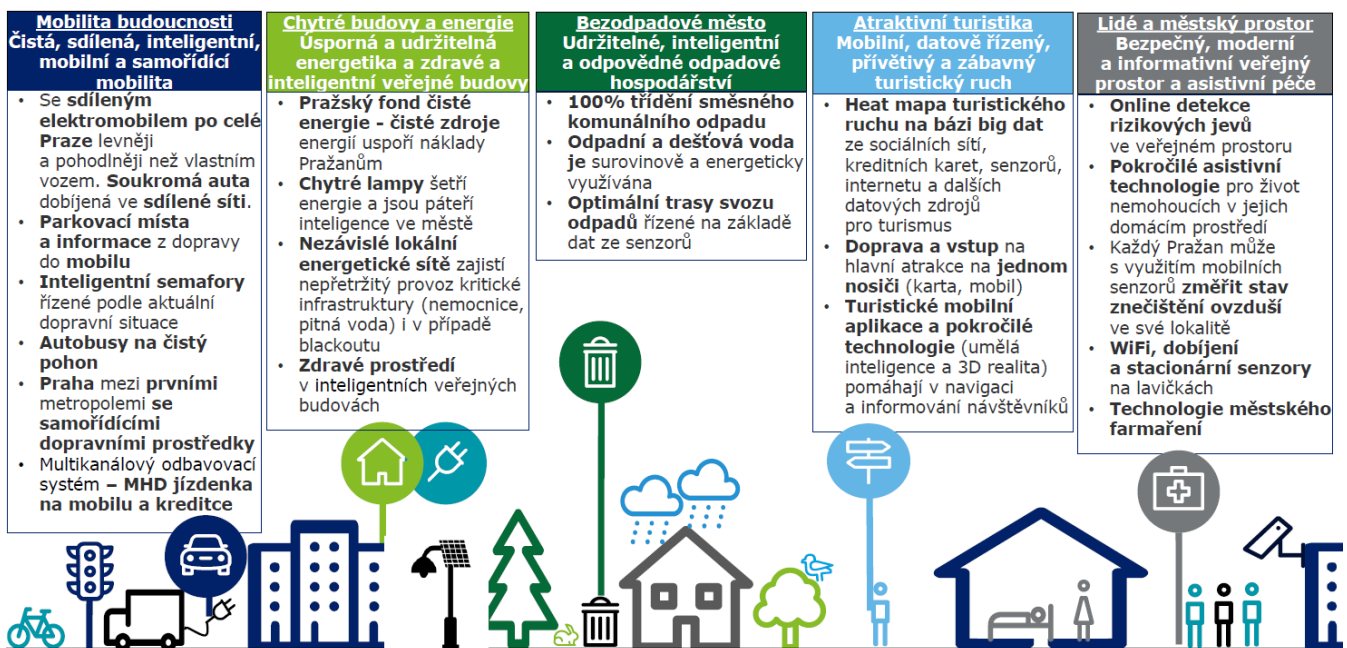 Mobilita budoucnosti
Čistá, sdílená, inteligentní,
mobilní a samořídící
mobilita
• Se sdíleným
elektromobilem po celé
Praze levněji
a pohodlněji než vlastním
vozem. Soukromá auta
dobíjená ve sdílené síti.
• Parkovací místa
a informace z dopravy
do mobilu
• Inteligentní semafory
řízené podle aktuální
dopravní situace
• Autobusy na čistý
pohon
• Praha mezi prvními
metropolemi se
samořídícími
dopravními prostředky
• Multikanálový odbavovací
systém – MHD jízdenka
na mobilu a kreditce
Chytré budovy a energie
Úsporná a udržitelná
energetika a zdravé a
inteligentní veřejné budovy
• Pražský fond čisté
energie - čisté zdroje
energií uspoří náklady
Pražanům
• Chytré lampy šetří
energie a jsou páteří
inteligence ve městě
• Nezávislé lokální
energetické sítě zajistí
nepřetržitý provoz kritické
infrastruktury (nemocnice,
pitná voda) i v případě
blackoutu
• Zdravé prostředí
v inteligentních veřejných
budovách
Bezodpadové město
Udržitelné, inteligentní
a odpovědné odpadové
hospodářství
• 100% třídění směsného
komunálního odpadu
• Odpadní a dešťová voda
je surovinově a energeticky
využívána
• Optimální trasy svozu
odpadů řízené na základě
dat ze senzorů
Atraktivní turistika
Mobilní, datově řízený,
přívětivý a zábavný
turistický ruch
• Heat mapa turistického
ruchu na bázi big dat
ze sociálních sítí,
kreditních karet, senzorů,
internetu a dalších
datových zdrojů
pro turismus
• Doprava a vstup na
hlavní atrakce na jednom
nosiči (karta, mobil)
• Turistické mobilní
aplikace a pokročilé
technologie (umělá
inteligence a 3D realita)
pomáhají v navigaci
a informování návštěvníků
Lidé a městský prostor
Bezpečný, moderní
a informativní veřejný
prostor a asistivní péče
• Online detekce
rizikových jevů
ve veřejném prostoru
• Pokročilé asistivní
technologie pro život
nemohoucích v jejich
domácím prostředí
• Každý Pražan může
s využitím mobilních
senzorů změřit stav
znečištění ovzduší
ve své lokalitě
• WiFi, dobíjení
a stacionární senzory
na lavičkách
• Technologie městského
farmaření